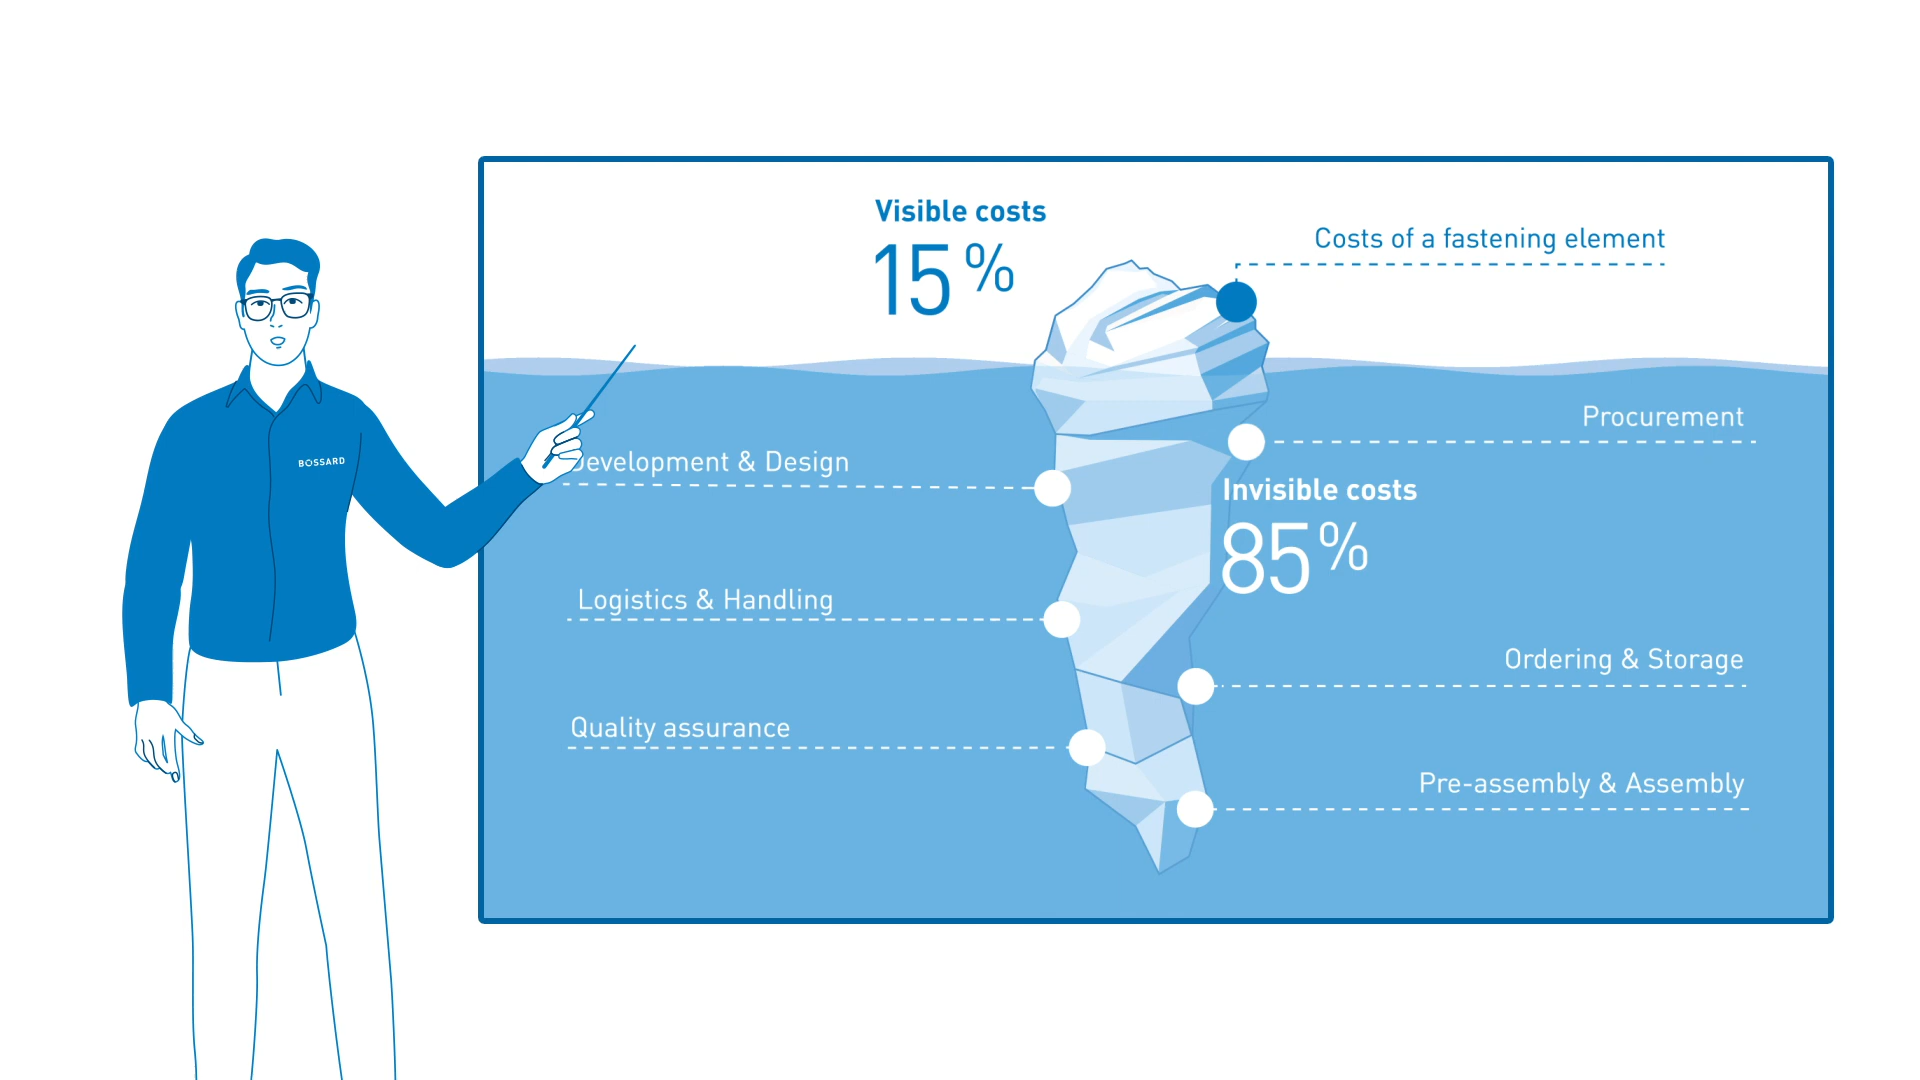 Visible costs
15 %
Costs of a fastening element
Procurement
Development & Design
BOSSARD
Invisible costs
85 %
Logistics & Handling
Ordering & Storage
Quality assurance
Pre-assembly & Assembly